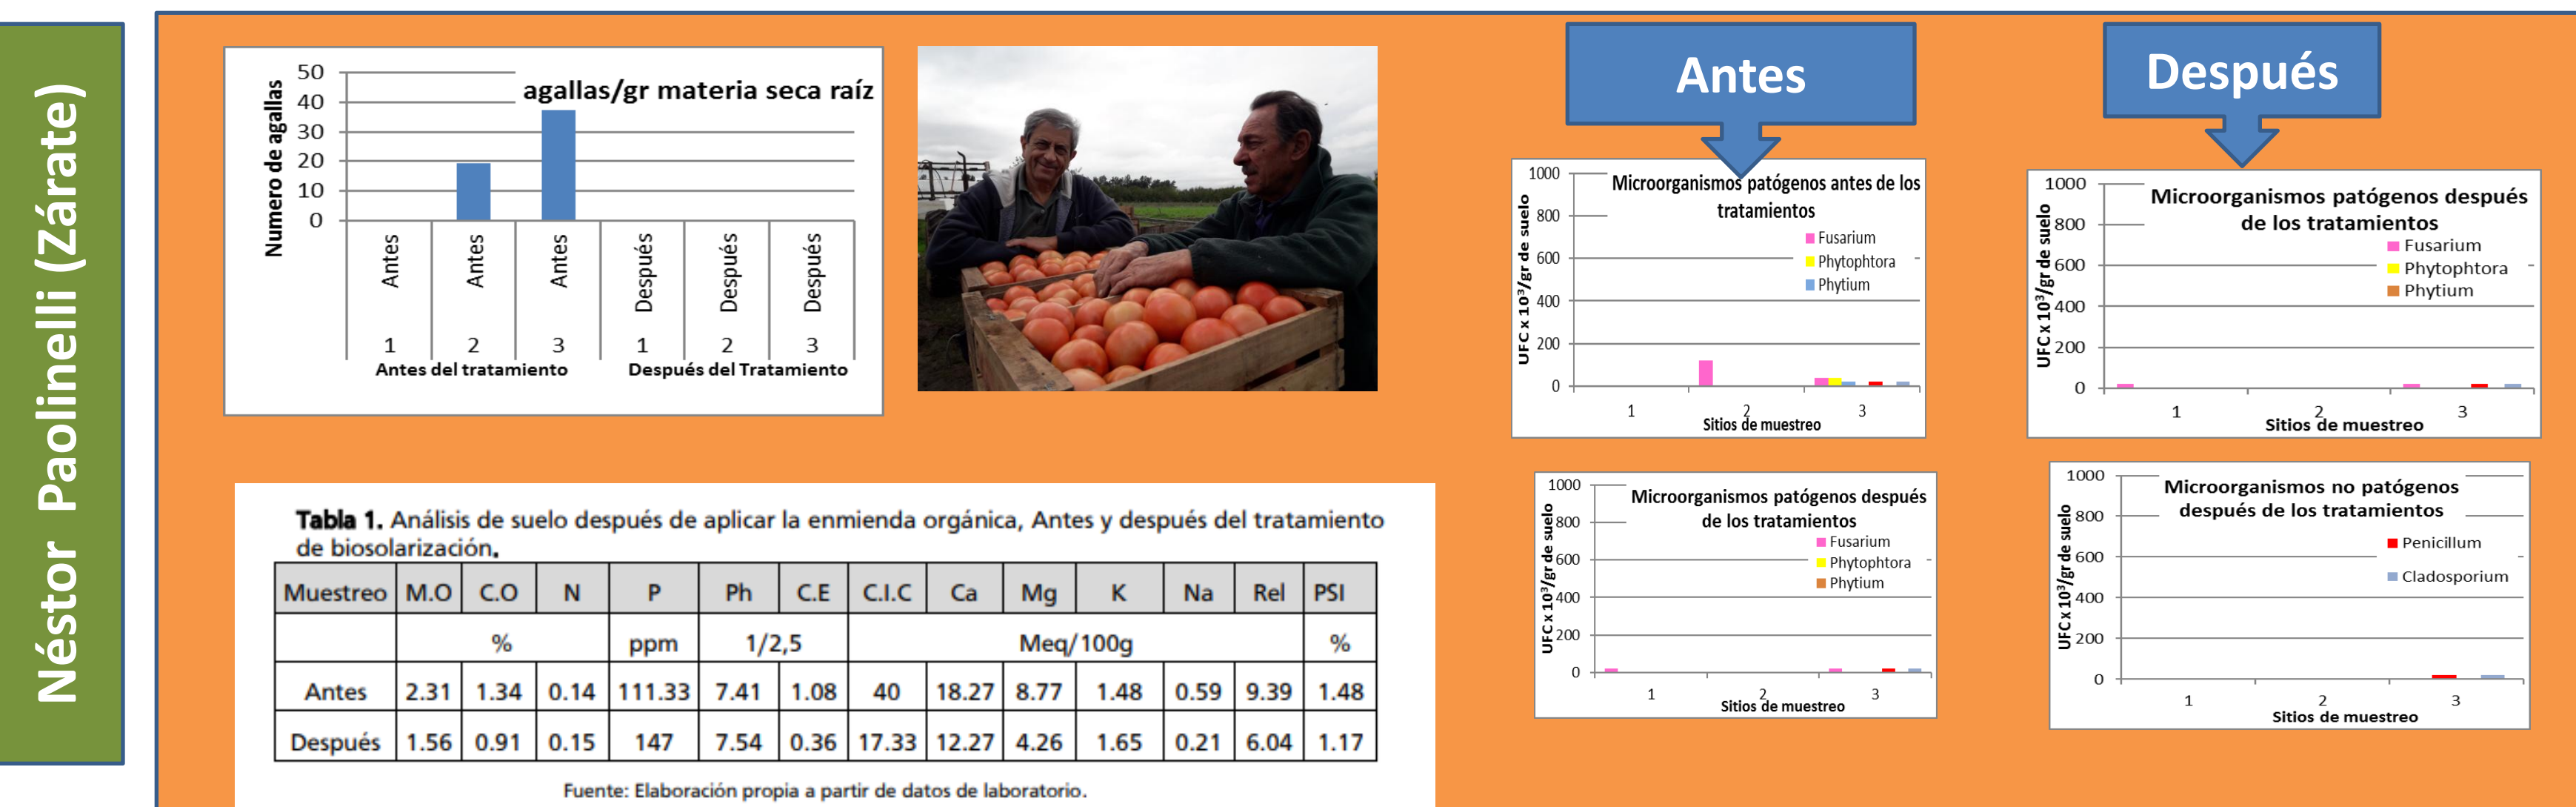 Néstor Paolinelli (Zárate)
agallas/gr materia seca raíz
Numero de agallas
50
40
30
20
10
0
Antes Antes Antes Después Después Después
1 2 3 1 2 3
Antes del tratamiento Después del Tratamiento
Antes
Después
Microorganismos patógenos antes de los
tratamientos
UFC x 10³/gr de suelo
1000
800
600
400
200
0
Fusarium
Phytophtora
Phytium
1 2 3
Sitios de muestreo
Microorganismos patógenos después
de los tratamientos
UFC x 10³/gr de suelo
1000
800
600
400
200
0
Fusarium
Phytophtora
Phytium
1 2 3
Sitios de muestreo
Tabla 1. Análisis de suelo después de aplicar la enmienda orgánica, Antes y después del tratamiento
de biosolarización.
Muestreo M.O C.O N P Ph C.E C.I.C Ca Mg K Na Rel PSI
% ppm 1/2,5 Meq/100g %
Antes 2.31 1.34 0.14 111.33 7.41 1.08 40 18.27 8.77 1.48 0.59 9.39 1.48
Después 1.56 0.91 0.15 147 7.54 0.36 17.33 12.27 4.26 1.65 0.21 6.04 1.17
Fuente: Elaboración propia a partir de datos de laboratorio.
Microorganismos patógenos después
de los tratamientos
UFC x 10³/gr de suelo
1000
800
600
400
200
0
Fusarium
Phytophtora
Phytium
1 2 3
Sitios de muestreo
Microorganismos no patógenos
después de los tratamientos
UFC x 10³/gr de suelo
1000
800
600
400
200
0
Penicillum
Cladosporium
1 2 3
Sitios de muestreo